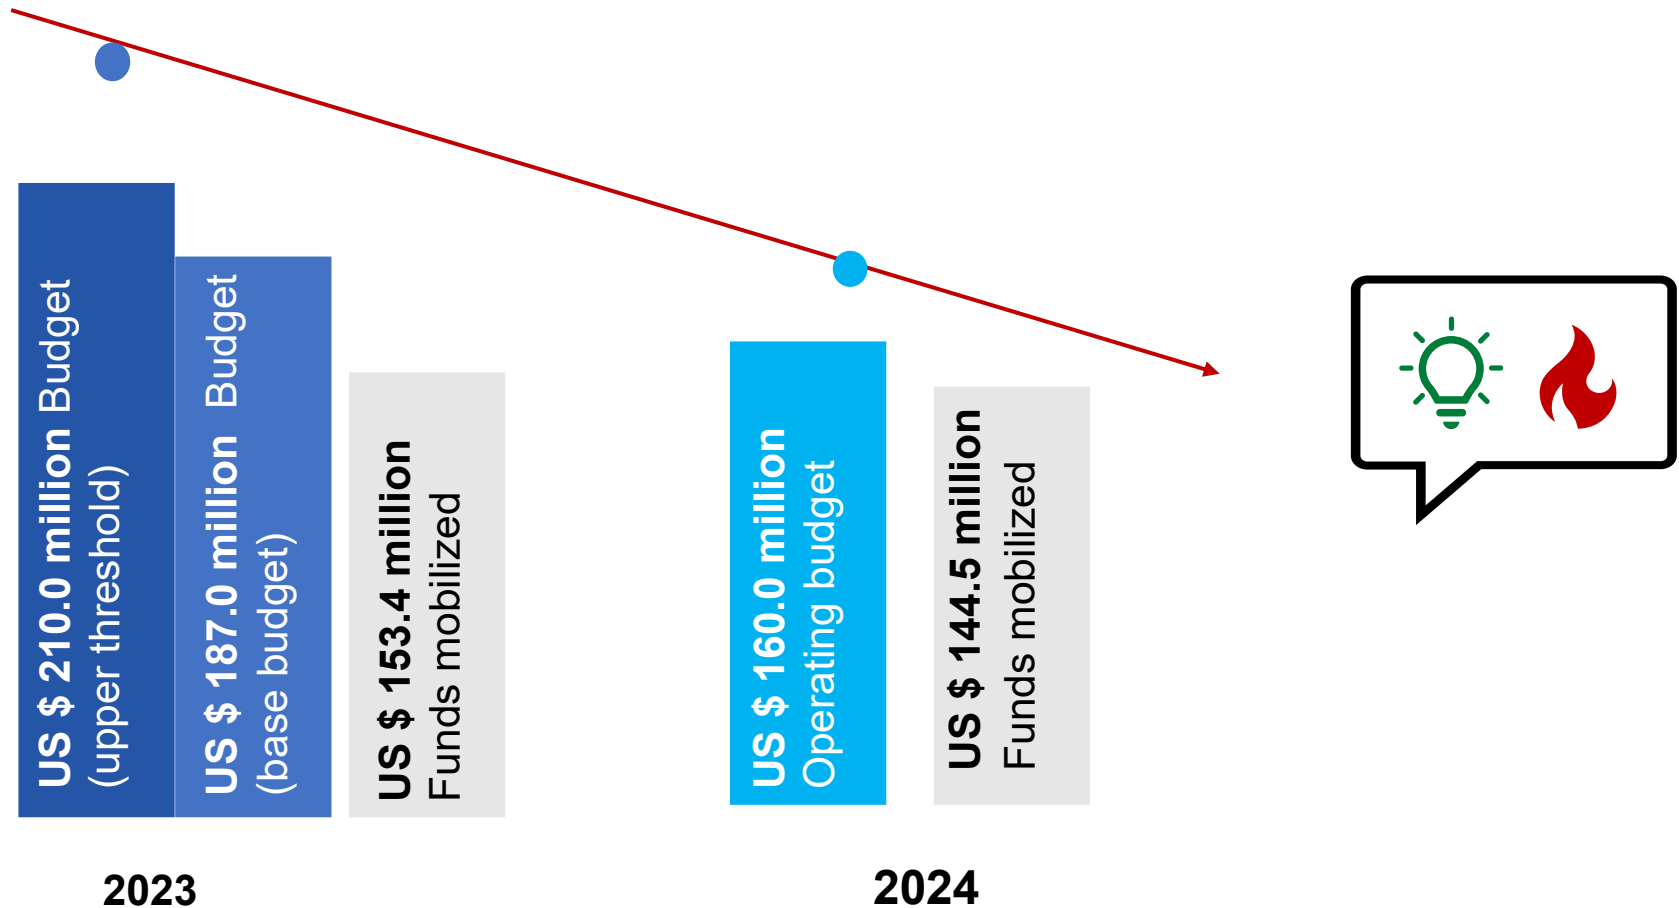 US $ 210.0 million Budget
(upper threshold)
US $ 187.0 million Budget
(base budget)
US $ 153.4 million
Funds mobilized
US $ 160.0 million
Operating budget
US $ 144.5 million
Funds mobilized
2023
2024